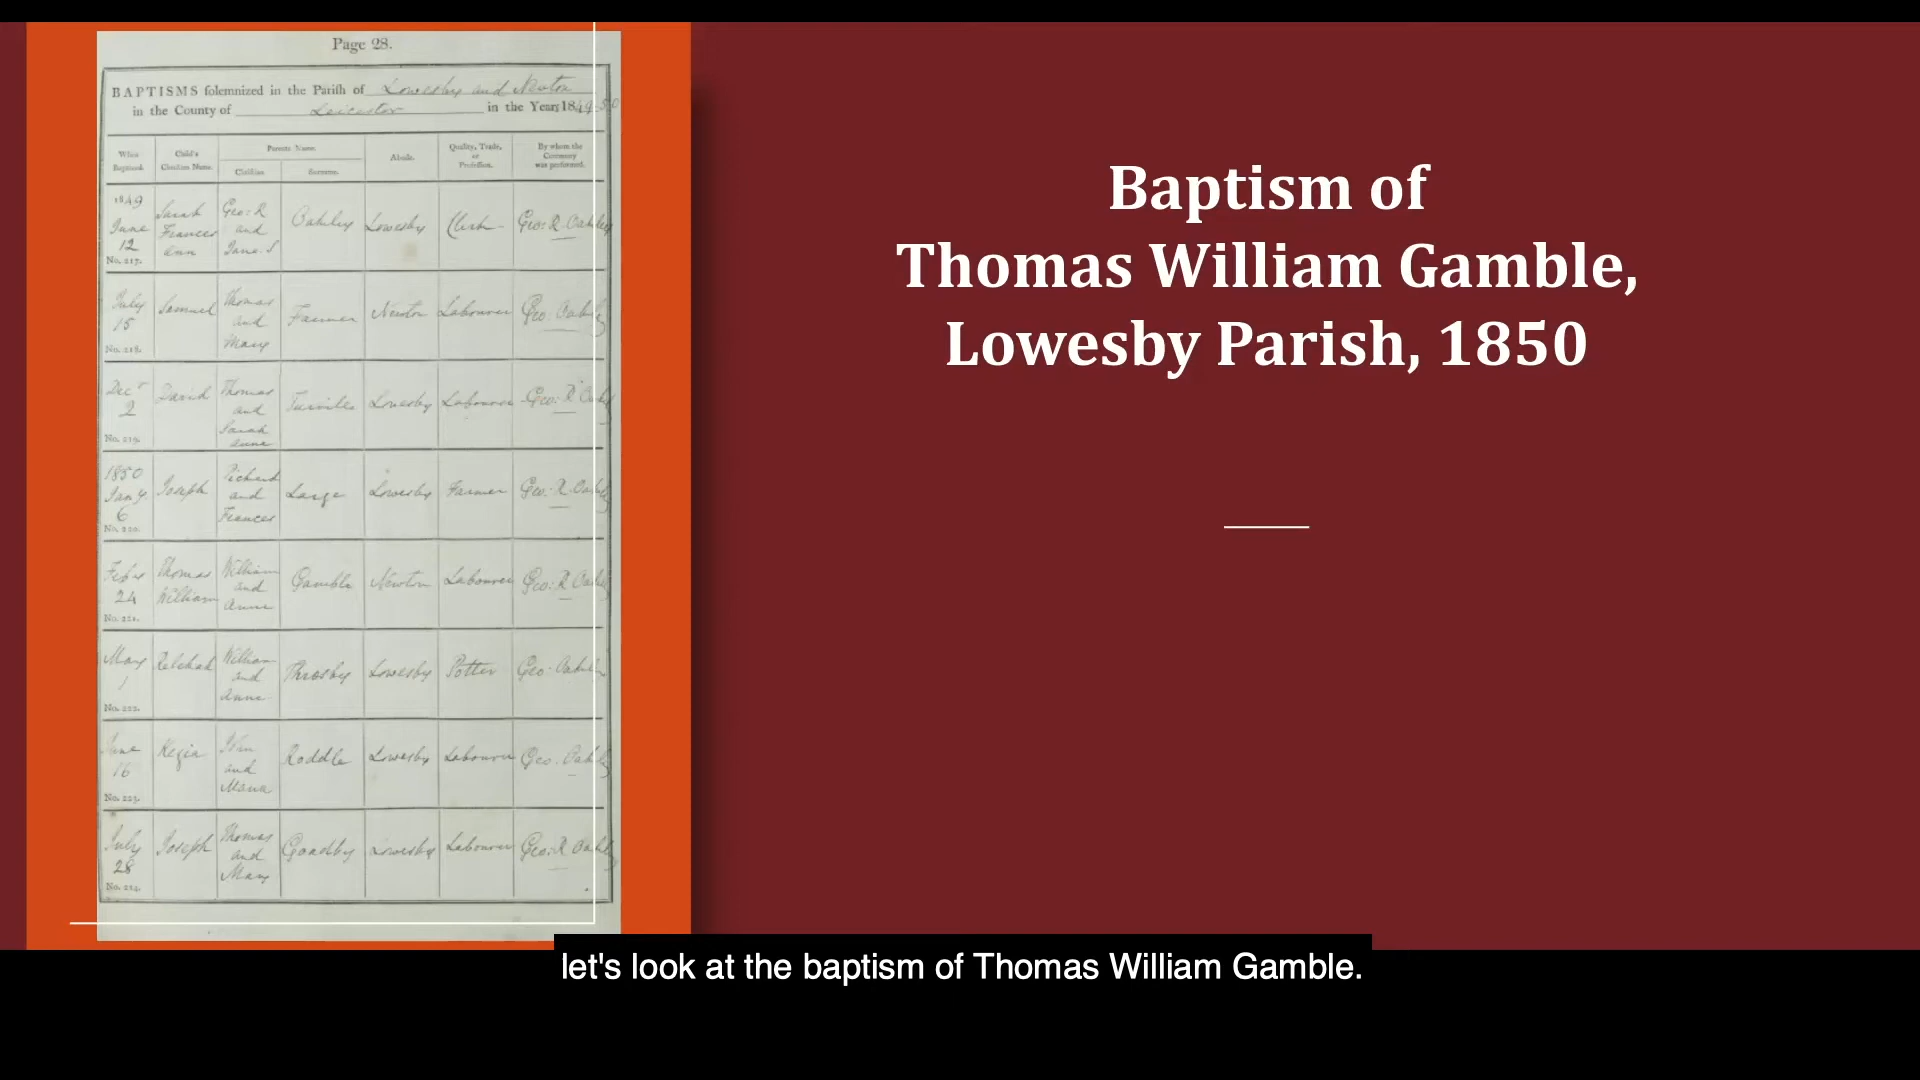 Page 28.
BAPTISMS solemnized in the Parish of Lowesby and Newton
in the County of Leicester in the Year 1849-50
When Baptized. Child's Christian Name. Parents Name. Abode. Quality, Trade, or Profession. By whom the Ceremony was performed.
Christian. Surname.
1849 June 12 No. 217. Sarah Frances Ann Geo: R and Jane S Oakley Lowesby Clerk Geo: R. Oakley
July 15 No. 218. Samuel Thomas and Mary Farmer Newton Labourer Geo: Oakley
Decr 2 No. 219. David Thomas and Sarah Lowesby Labourer Geo: R Oakley
1850 Jany 6 No. 220. Joseph Richard and Frances Large Lowesby Farmer Geo: R. Oakley
24 No. 221. Thomas William William and Anne Gamble Newton Labourer Geo: R Oakley
May 1 No. 222. William and Anne Throsby Lowesby Potter Geo: Oakley
June 16 No. 223. Kezia John and Maria Roddle Lowesby Labourer Geo. Oakley
July 28 No. 224. Joseph Thomas and Mary Goodby Lowesby Labourer Geo: R Oakley
Baptism of
Thomas William Gamble,
Lowesby Parish, 1850
let's look at the baptism of Thomas William Gamble.